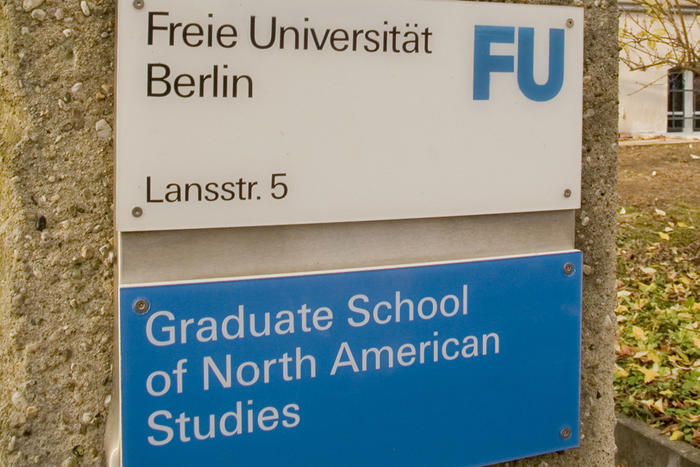 Freie Universität FU
Berlin
Lansstr. 5
Graduate School
of North American
Studies